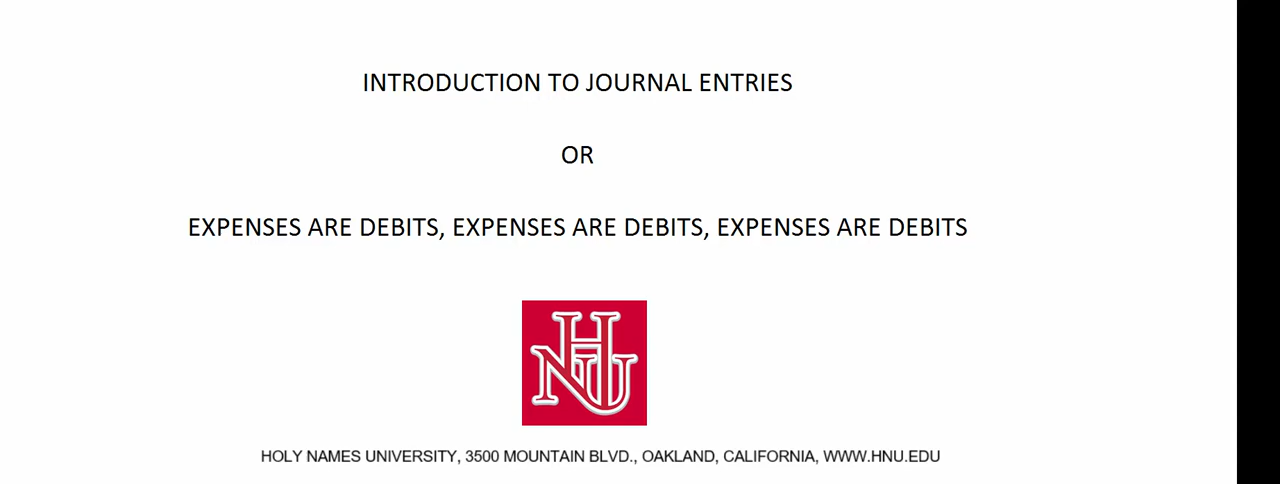 INTRODUCTION TO JOURNAL ENTRIES
OR
EXPENSES ARE DEBITS, EXPENSES ARE DEBITS, EXPENSES ARE DEBITS
HNU
HOLY NAMES UNIVERSITY, 3500 MOUNTAIN BLVD., OAKLAND, CALIFORNIA, WWW.HNU.EDU